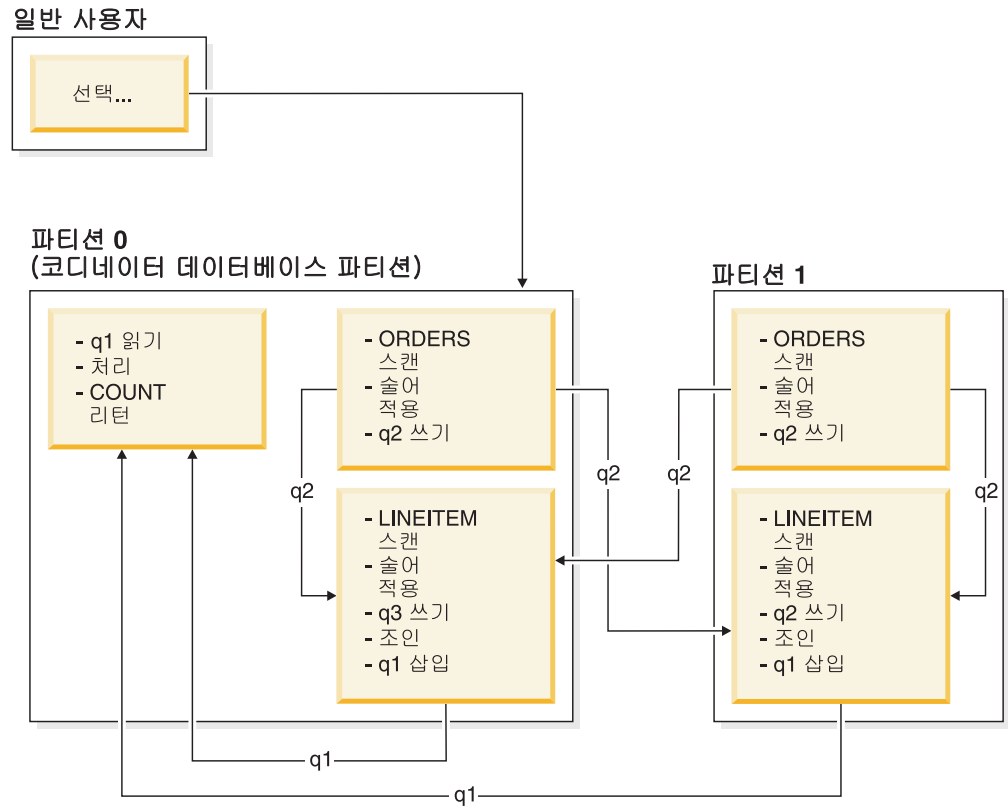 일반 사용자
선택...
파티션 0
(코디네이터 데이터베이스 파티션)
- q1 읽기
- 처리
- COUNT
리턴
- ORDERS
스캔
- 술어
적용
- q2 쓰기
- LINEITEM
스캔
- 술어
적용
- q3 쓰기
- 조인
- q1 삽입
파티션 1
- ORDERS
스캔
- 술어
적용
- q2 쓰기
- LINEITEM
스캔
- 술어
적용
- q2 쓰기
- 조인
- q1 삽입
q2
q2
q2
q2
q1
q1